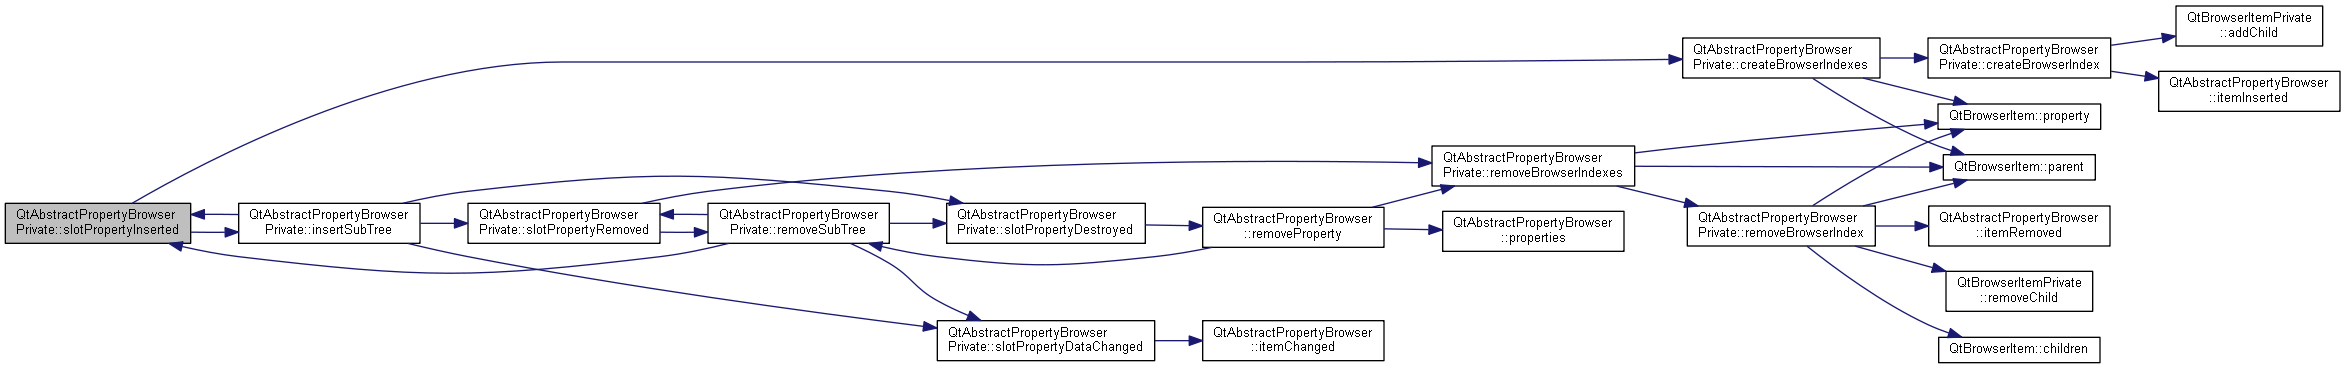 QtAbstractPropertyBrowser
Private::slotPropertyInserted
QtAbstractPropertyBrowser
Private::insertSubTree
QtAbstractPropertyBrowser
Private::slotPropertyRemoved
QtAbstractPropertyBrowser
Private::removeSubTree
QtAbstractPropertyBrowser
Private::slotPropertyDestroyed
QtAbstractPropertyBrowser
Private::slotPropertyDataChanged
QtAbstractPropertyBrowser
::removeProperty
QtAbstractPropertyBrowser
::itemChanged
QtAbstractPropertyBrowser
Private::removeBrowserIndexes
QtAbstractPropertyBrowser
::properties
QtAbstractPropertyBrowser
Private::createBrowserIndexes
QtAbstractPropertyBrowser
Private::removeBrowserIndex
QtAbstractPropertyBrowser
Private::createBrowserIndex
QtBrowserItem::property
QtBrowserItem::parent
QtAbstractPropertyBrowser
::itemRemoved
QtBrowserItemPrivate
::removeChild
QtBrowserItem::children
QtBrowserItemPrivate
::addChild
QtAbstractPropertyBrowser
::itemInserted